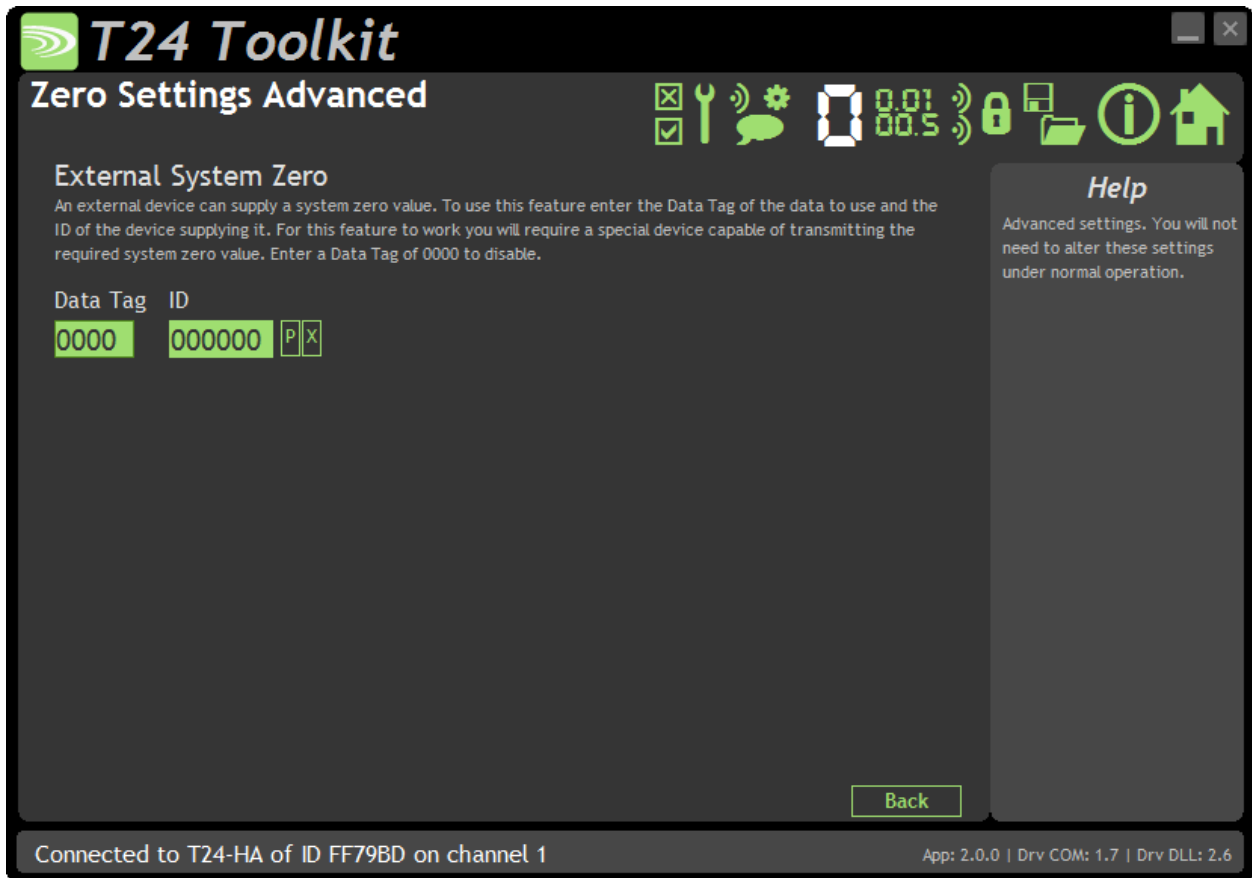 T24 Toolkit
Zero Settings Advanced
0
0.01
00.5
External System Zero
An external device can supply a system zero value. To use this feature enter the Data Tag of the data to use and the
ID of the device supplying it. For this feature to work you will require a special device capable of transmitting the
required system zero value. Enter a Data Tag of 0000 to disable.
Data Tag ID
0000 000000 P X
Help
Advanced settings. You will not
need to alter these settings
under normal operation.
Back
Connected to T24-HA of ID FF79BD on channel 1
App: 2.0.0 | Drv COM: 1.7 | Drv DLL: 2.6